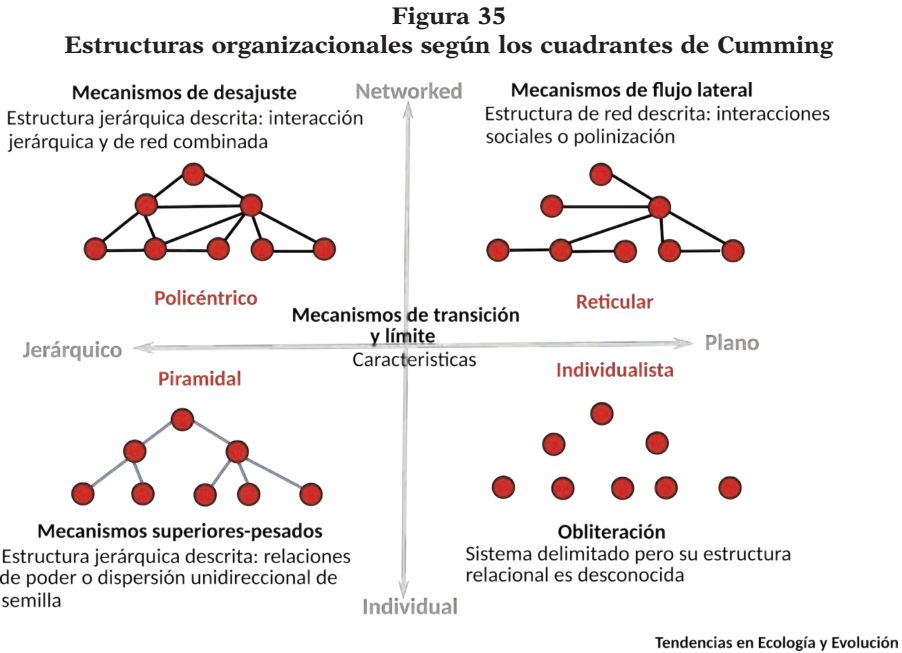 Figura 35
Estructuras organizacionales según los cuadrantes de Cumming
Mecanismos de desajuste
Estructura jerárquica descrita: interacción
jerárquica y de red combinada
Networked
Mecanismos de flujo lateral
Estructura de red descrita: interacciones
sociales o polinización
Policéntrico
Reticular
Mecanismos de transición
y límite
Caracteristicas
Jerárquico
Plano
Piramidal
Individualista
Mecanismos superiores-pesados
Estructura jerárquica descrita: relaciones
de poder o dispersión unidireccional de
semilla
Obliteración
Sistema delimitado pero su estructura
relacional es desconocida
Individual
Tendencias en Ecología y Evolución